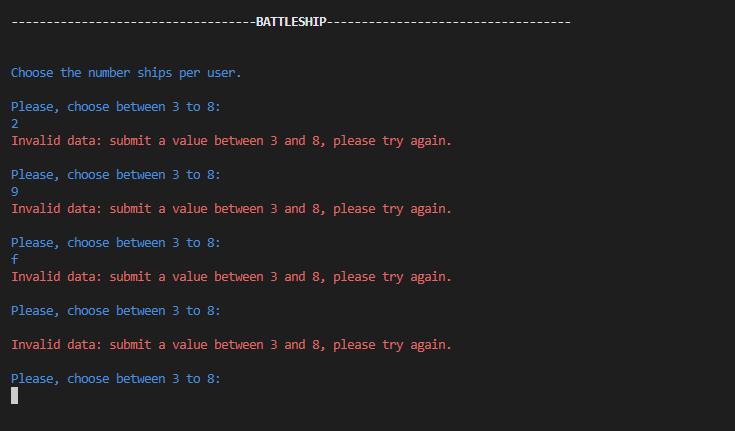 -----------------------------------BATTLESHIP-----------------------------------
Choose the number ships per user.
Please, choose between 3 to 8:
2
Invalid data: submit a value between 3 and 8, please try again.
Please, choose between 3 to 8:
9
Invalid data: submit a value between 3 and 8, please try again.
Please, choose between 3 to 8:
f
Invalid data: submit a value between 3 and 8, please try again.
Please, choose between 3 to 8:
Invalid data: submit a value between 3 and 8, please try again.
Please, choose between 3 to 8: